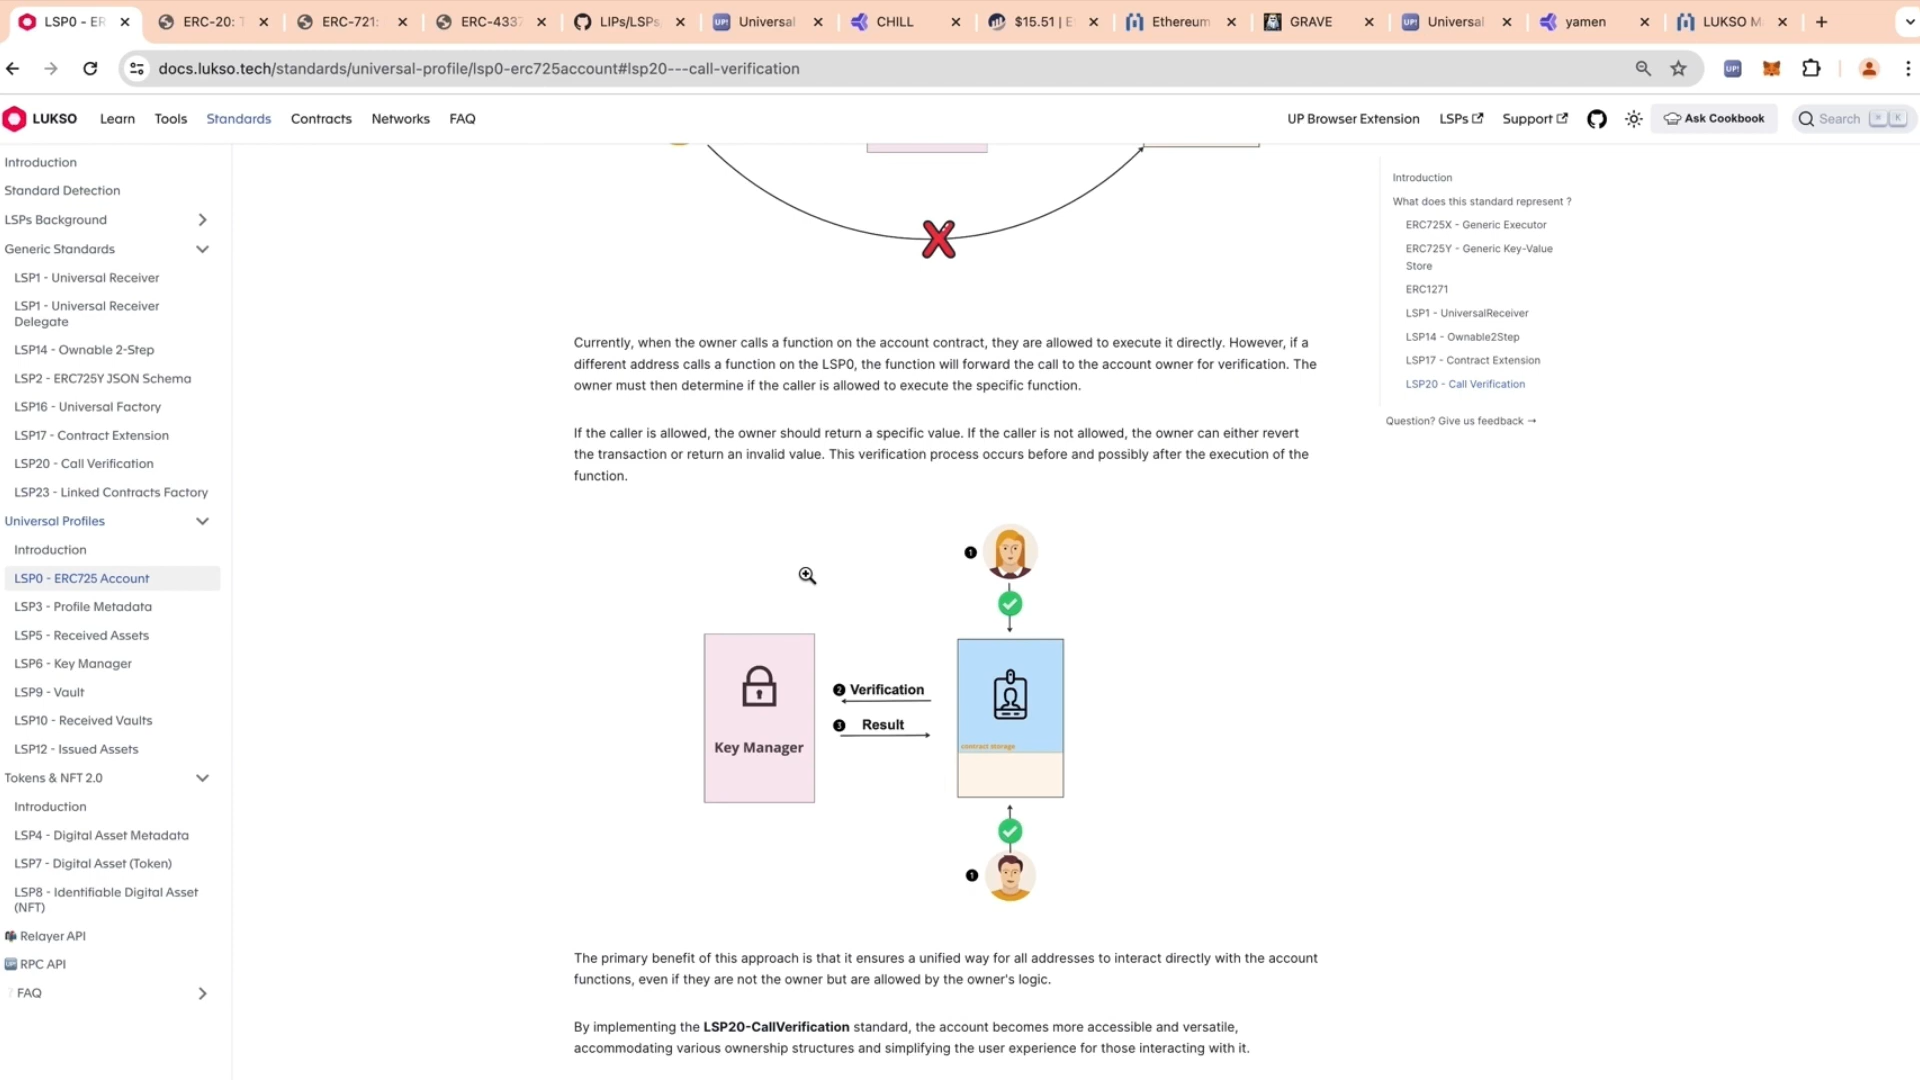 LSP0 - ER
ERC-20: T
ERC-721:
ERC-4337
LIPs/LSPs
UP! Universal
CHILL
$15.51 | E
Ethereum
GRAVE
UP! Universal
yamen
LUKSO M
docs.lukso.tech/standards/universal-profile/lsp0-erc725account#lsp20---call-verification
UP!
LUKSO Learn Tools Standards Contracts Networks FAQ
UP Browser Extension LSPs Support Ask Cookbook Search K
Introduction
Standard Detection
LSPs Background
Generic Standards
LSP1 - Universal Receiver
LSP1 - Universal Receiver
Delegate
LSP14 - Ownable 2-Step
LSP2 - ERC725Y JSON Schema
LSP16 - Universal Factory
LSP17 - Contract Extension
LSP20 - Call Verification
LSP23 - Linked Contracts Factory
Universal Profiles
Introduction
LSP0 - ERC725 Account
LSP3 - Profile Metadata
LSP5 - Received Assets
LSP6 - Key Manager
LSP9 - Vault
LSP10 - Received Vaults
LSP12 - Issued Assets
Tokens & NFT 2.0
Introduction
LSP4 - Digital Asset Metadata
LSP7 - Digital Asset (Token)
LSP8 - Identifiable Digital Asset
(NFT)
Relayer API
RPC API
FAQ
Currently, when the owner calls a function on the account contract, they are allowed to execute it directly. However, if a
different address calls a function on the LSP0, the function will forward the call to the account owner for verification. The
owner must then determine if the caller is allowed to execute the specific function.
If the caller is allowed, the owner should return a specific value. If the caller is not allowed, the owner can either revert
the transaction or return an invalid value. This verification process occurs before and possibly after the execution of the
function.
1
2 Verification
3 Result
Key Manager
contract storage
1
The primary benefit of this approach is that it ensures a unified way for all addresses to interact directly with the account
functions, even if they are not the owner but are allowed by the owner's logic.
By implementing the LSP20-CallVerification standard, the account becomes more accessible and versatile,
accommodating various ownership structures and simplifying the user experience for those interacting with it.
Introduction
What does this standard represent ?
ERC725X - Generic Executor
ERC725Y - Generic Key-Value
Store
ERC1271
LSP1 - UniversalReceiver
LSP14 - Ownable2Step
LSP17 - Contract Extension
LSP20 - Call Verification
Question? Give us feedback →